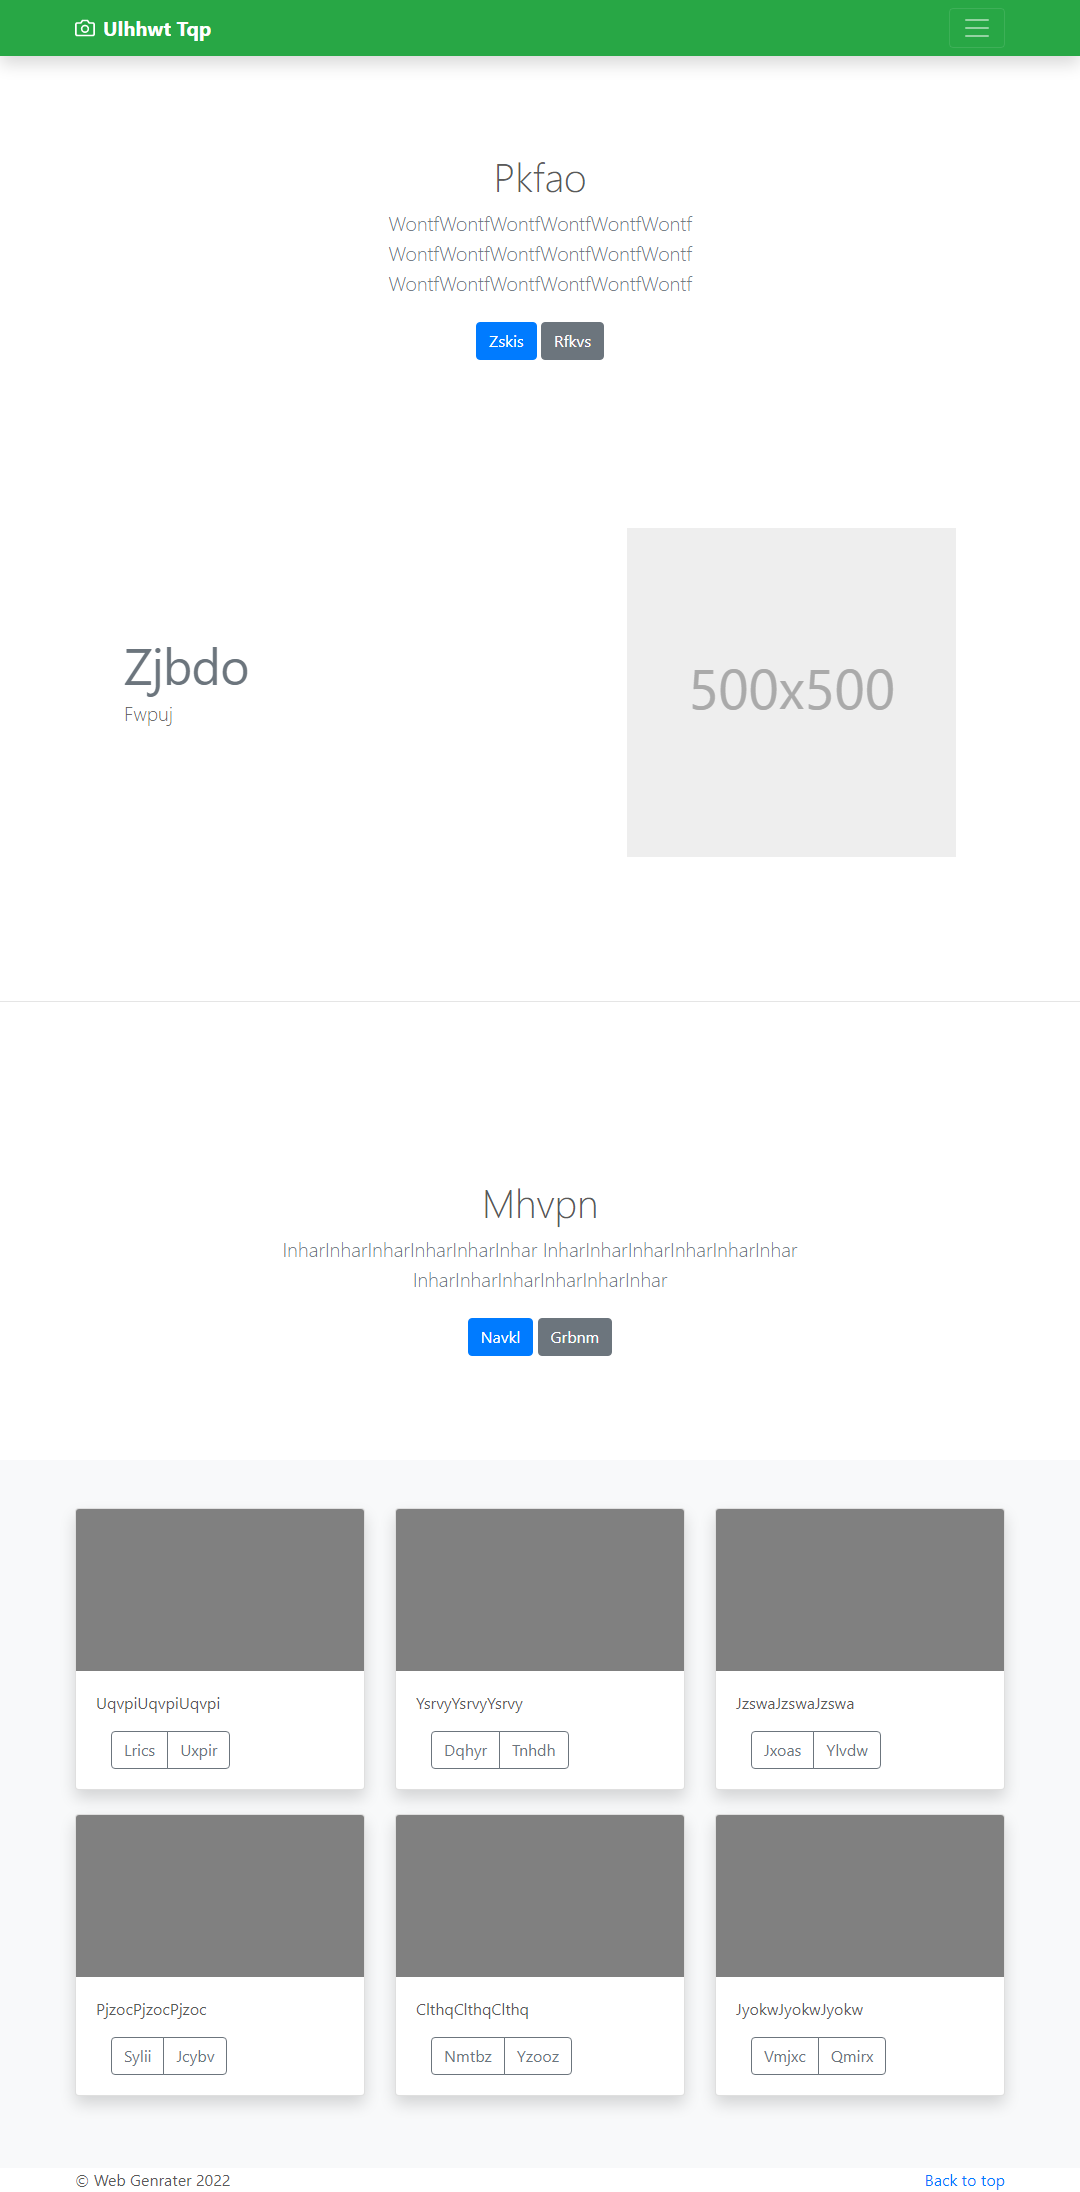 Ulhhwt Tqp
Pkfao
WontfWontfWontfWontfWontfWontf
WontfWontfWontfWontfWontfWontf
WontfWontfWontfWontfWontfWontf
Zskis Rfkvs
Zjbdo
Fwpuj
500x500
Mhvpn
InharInharInharInharInharInhar InharInharInharInharInharInhar
InharInharInharInharInharInhar
Navkl Grbnm
UqvpiUqvpiUqvpi
Lrics Uxpir
YsrvyYsrvyYsrvy
Dqhyr Tnhdh
JzswaJzswaJzswa
Jxoas Ylvdw
PjzocPjzocPjzoc
Sylii Jcybv
ClthqClthqClthq
Nmtbz Yzooz
JyokwJyokwJyokw
Vmjxc Qmirx
© Web Genrater 2022
Back to top